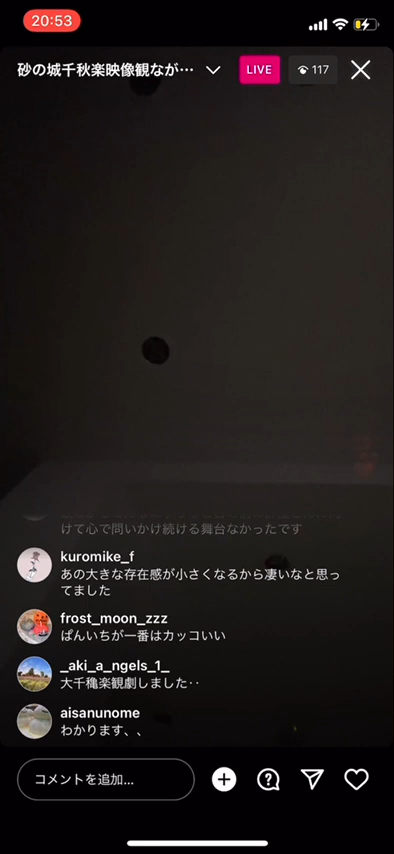 20:53
砂の城千秋楽映像観なが…
LIVE
117
けて心で問いかけ続ける舞台なかったです
kuromike_f
あの大きな存在感が小さくなるから凄いなと思っ
てました
frost_moon_zzz
ぱんいちが一番はカッコいい
_aki_a_ngels_1_
大千穐楽観劇しました‥
aisanunome
わかります、、
コメントを追加...